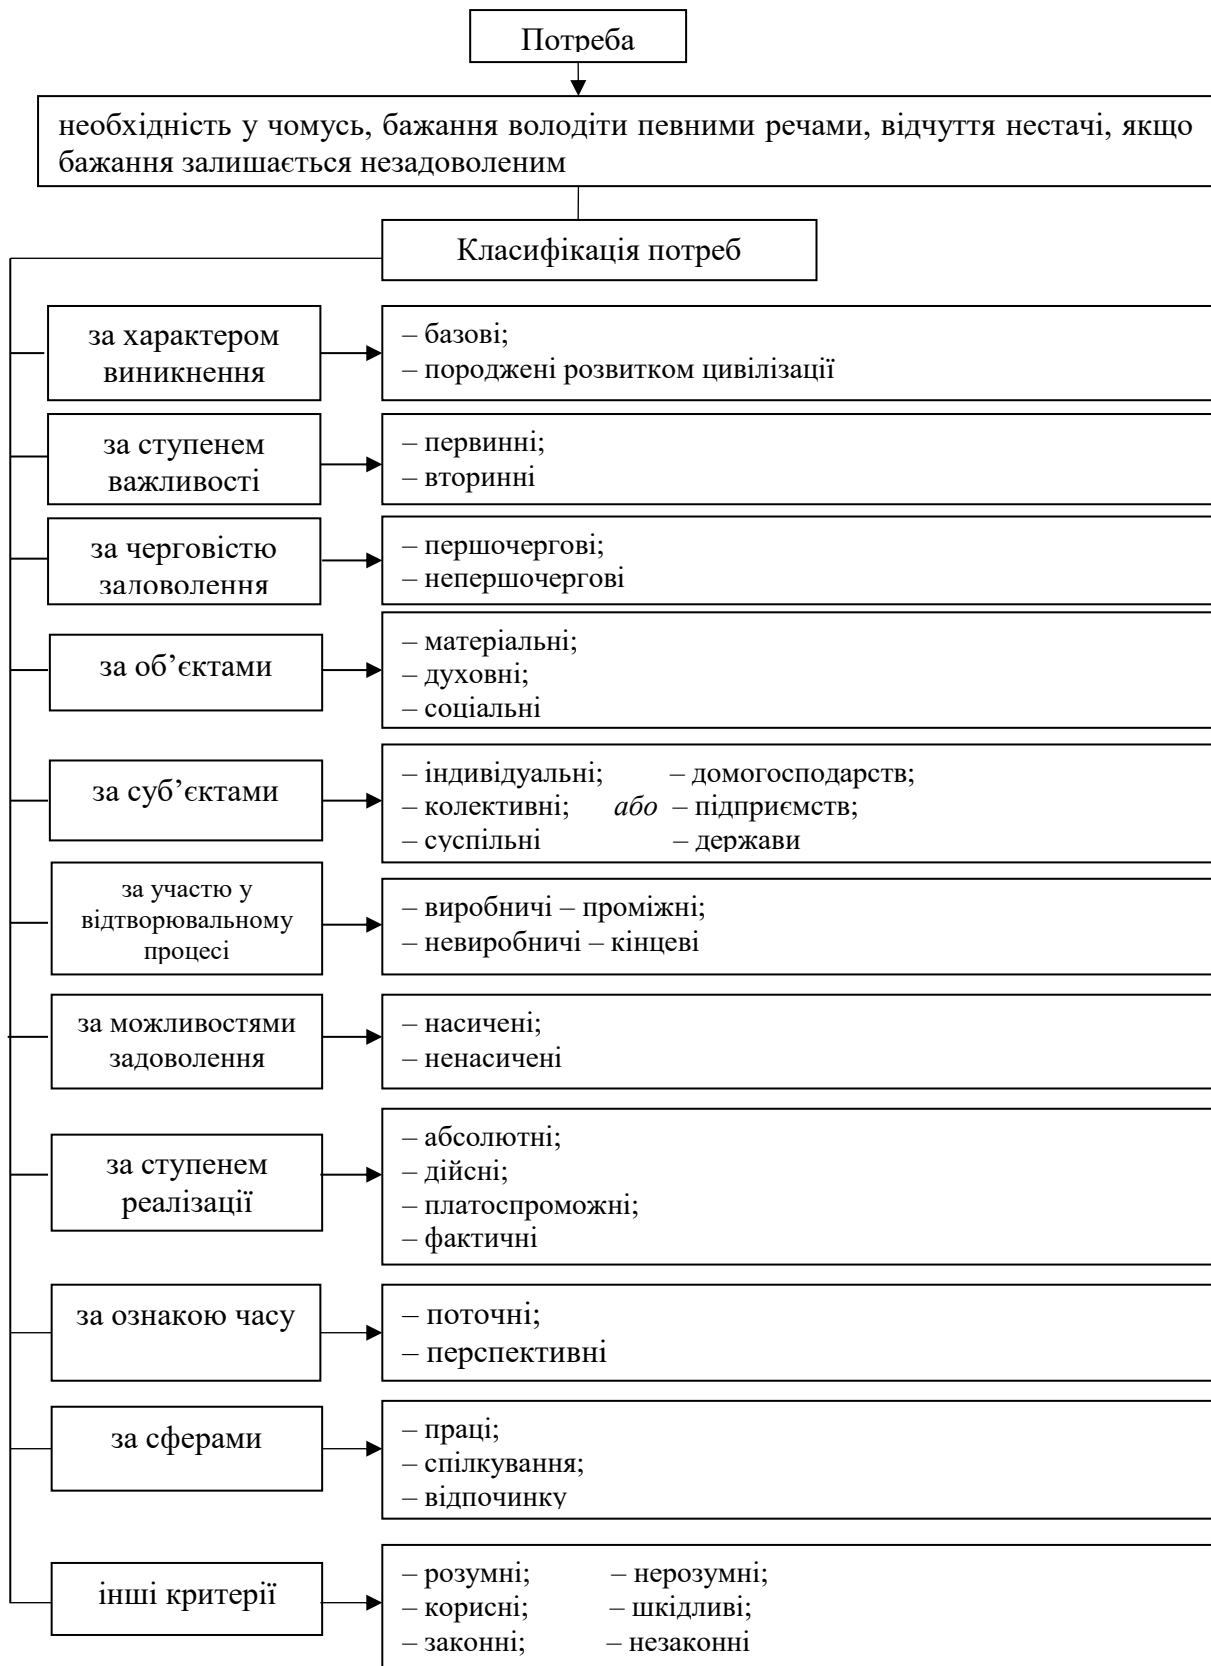 Потреба
необхідність у чомусь, бажання володіти певними речами, відчуття нестачі, якщо
бажання залишається незадоволеним
Класифікація потреб
за характером
виникнення
– базові;
– породжені розвитком цивілізації
за ступенем
важливості
– первинні;
– вторинні
за черговістю
задоволення
– першочергові;
– непершочергові
за об’єктами
– матеріальні;
– духовні;
– соціальні
за суб’єктами
– індивідуальні; – домогосподарств;
– колективні; або – підприємств;
– суспільні – держави
за участю у
відтворювальному
процесі
– виробничі – проміжні;
– невиробничі – кінцеві
за можливостями
задоволення
– насичені;
– ненасичені
за ступенем
реалізації
– абсолютні;
– дійсні;
– платоспроможні;
– фактичні
за ознакою часу
– поточні;
– перспективні
за сферами
– праці;
– спілкування;
– відпочинку
інші критерії
– розумні; – нерозумні;
– корисні; – шкідливі;
– законні; – незаконні